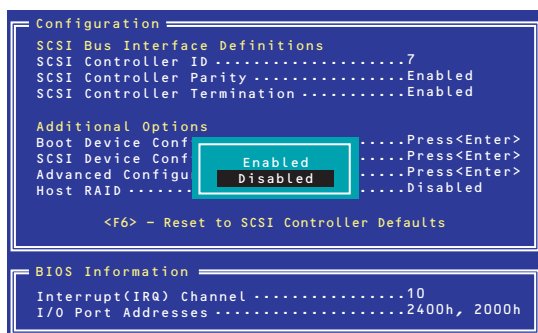 Configuration
SCSI Bus Interface Definitions
SCSI Controller ID ····················7
SCSI Controller Parity ················Enabled
SCSI Controller Termination ···········Enabled
Additional Options
Boot Device Conf ·····Press<Enter>
SCSI Device Conf ·····Press<Enter>
Advanced Configu ·····Press<Enter>
Host RAID ········ ·····Disabled
Enabled
Disabled
<F6> – Reset to SCSI Controller Defaults
BIOS Information
Interrupt(IRQ) Channel ················10
I/O Port Addresses ····················2400h, 2000h